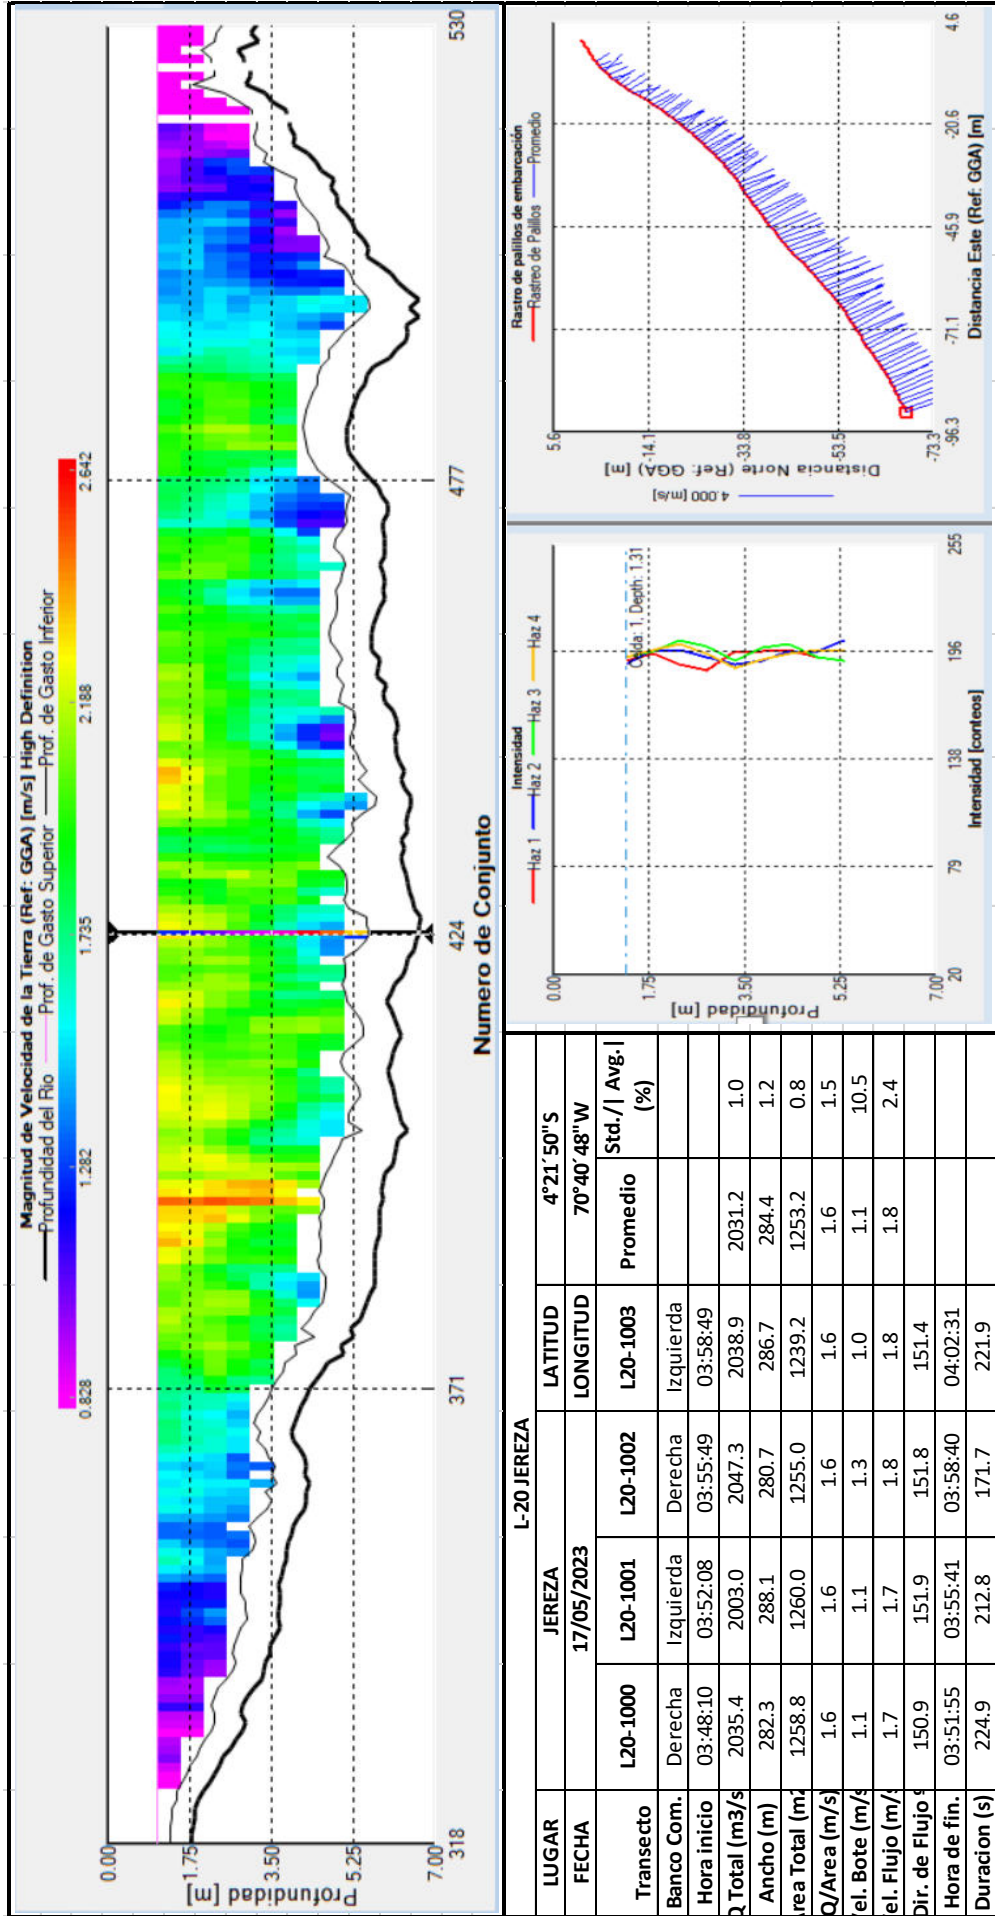 Magnitud de Velocidad de la Tierra (Ref: GGA) [m/s] High Definition
Profundidad del Rio Prof. de Gasto Superior Prof. de Gasto Inferior
0.828 1.282 1.735 2.188 2.642
Profundidad [m]
0.00
1.75
3.50
5.25
7.00
318 371 424 477 530
Numero de Conjunto
L-20 JEREZA
LUGAR JEREZA LATITUD 4°21´50"S
FECHA 17/05/2023 LONGITUD 70°40´48"W
Transecto L20-1000 L20-1001 L20-1002 L20-1003 Promedio Std./| Avg.| (%)
Banco Com. Derecha Izquierda Derecha Izquierda
Hora inicio 03:48:10 03:52:08 03:55:49 03:58:49
Q Total (m3/s 2035.4 2003.0 2047.3 2038.9 2031.2 1.0
Ancho (m) 282.3 288.1 280.7 286.7 284.4 1.2
rea Total (m2 1258.8 1260.0 1255.0 1239.2 1253.2 0.8
Q/Area (m/s) 1.6 1.6 1.6 1.6 1.6 1.5
el. Bote (m/s 1.1 1.1 1.3 1.0 1.1 10.5
el. Flujo (m/s 1.7 1.7 1.8 1.8 1.8 2.4
Dir. de Flujo 150.9 151.9 151.8 151.4
Hora de fin. 03:51:55 03:55:41 03:58:40 04:02:31
Duracion (s) 224.9 212.8 171.7 221.9
Intensidad
Haz 1 Haz 2 Haz 3 Haz 4
Celda: 1, Depth: 1.31
Profundidad [m]
0.00
1.75
3.50
5.25
7.00
20 79 138 196 255
Intensidad [conteos]
Rastro de palillos de embarcación
Rastreo de Palillos Promedio
4.000 [m/s]
Distancia Norte (Ref: GGA) [m]
5.6
-14.1
-33.8
-53.5
-73.3
-96.3 -71.1 -45.9 -20.6 4.6
Distancia Este (Ref: GGA) [m]